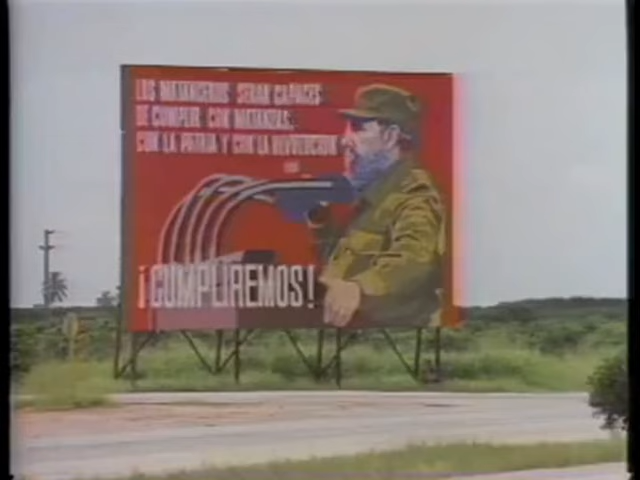 LOS MATANCEROS SERAN CAPACES
DE CUMPLIR CON MATANZAS,
CON LA PATRIA Y CON LA REVOLUCION
¡CUMPLIREMOS!